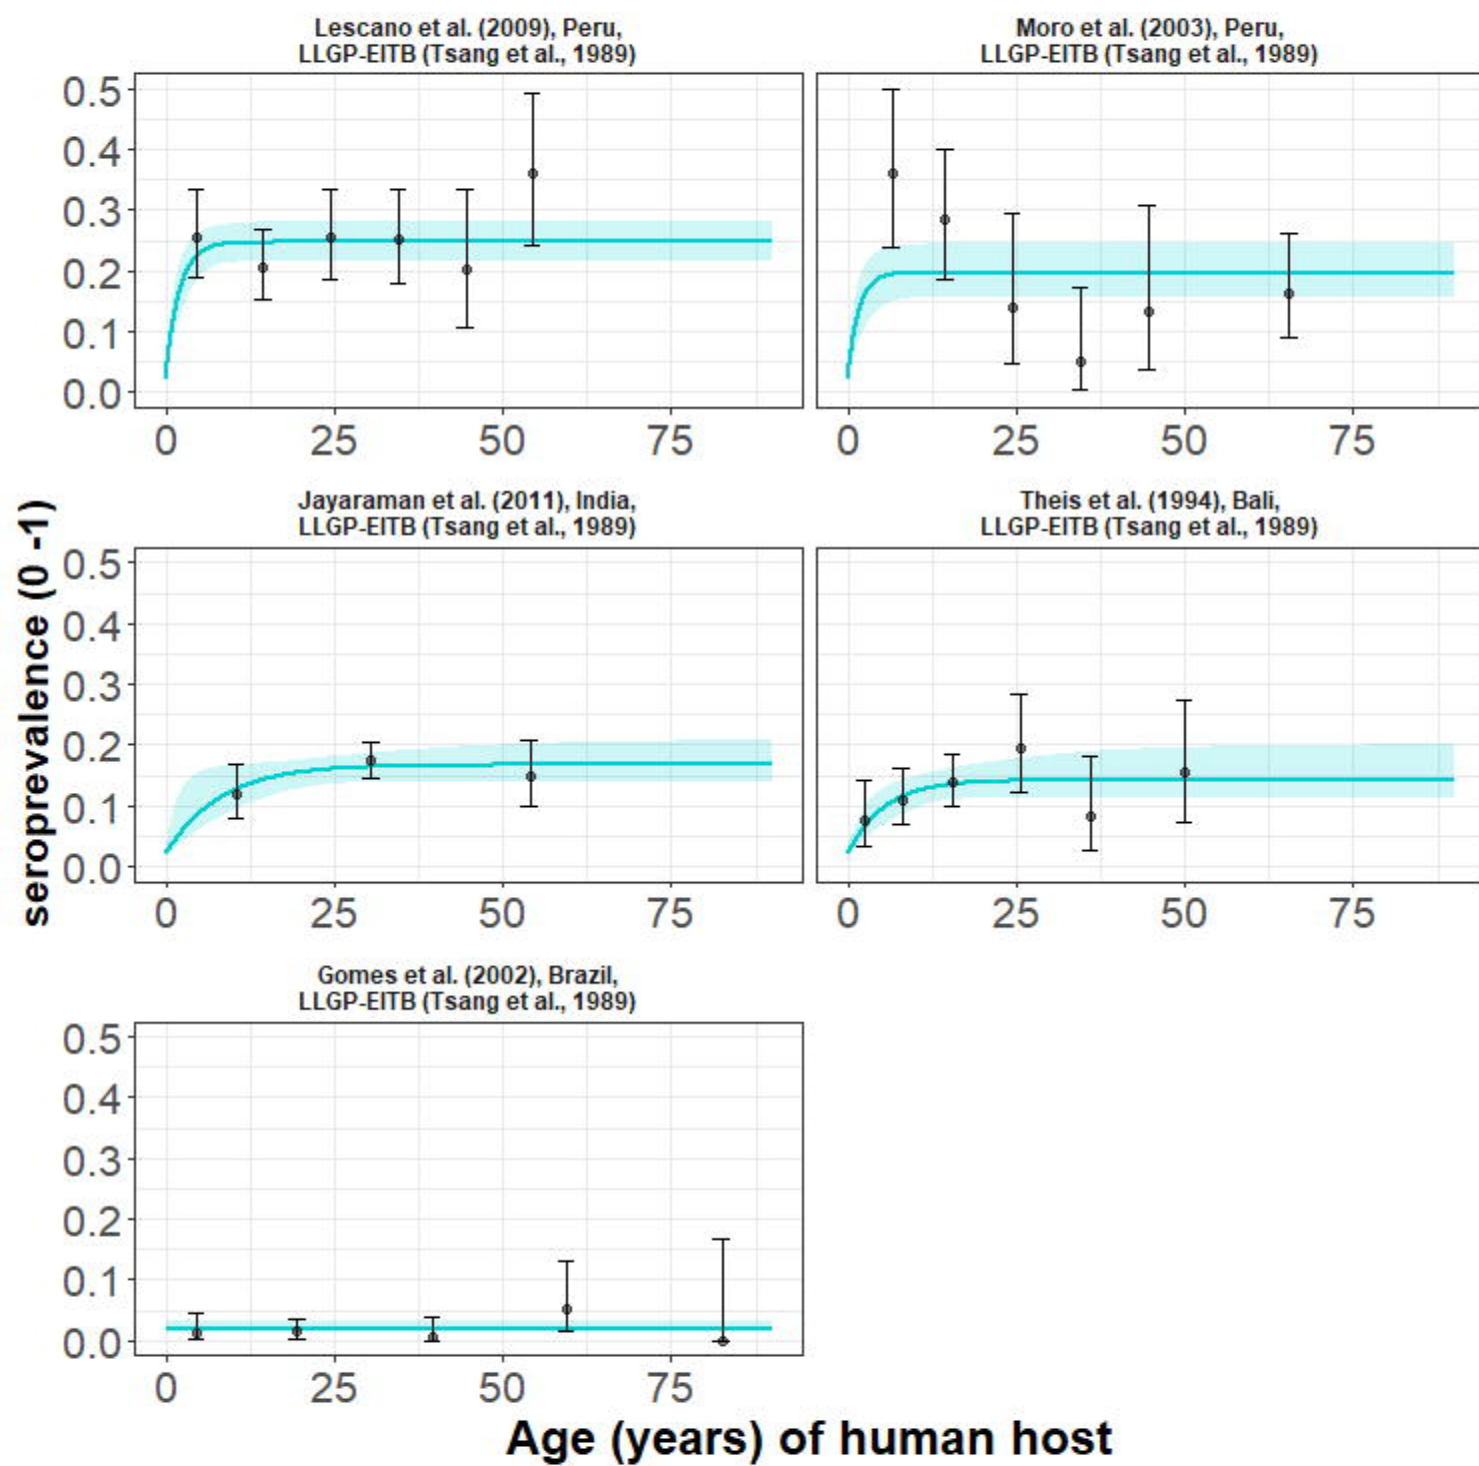 Lescano et al. (2009), Peru,
LLGP-EITB (Tsang et al., 1989)
Moro et al. (2003), Peru,
LLGP-EITB (Tsang et al., 1989)
0.5
0.4
0.3
0.2
0.1
0.0
0 25 50 75
0 25 50 75
Jayaraman et al. (2011), India,
LLGP-EITB (Tsang et al., 1989)
Theis et al. (1994), Bali,
LLGP-EITB (Tsang et al., 1989)
seroprevalence (0 -1)
0.5
0.4
0.3
0.2
0.1
0.0
0 25 50 75
0 25 50 75
Gomes et al. (2002), Brazil,
LLGP-EITB (Tsang et al., 1989)
0.5
0.4
0.3
0.2
0.1
0.0
0 25 50 75
Age (years) of human host